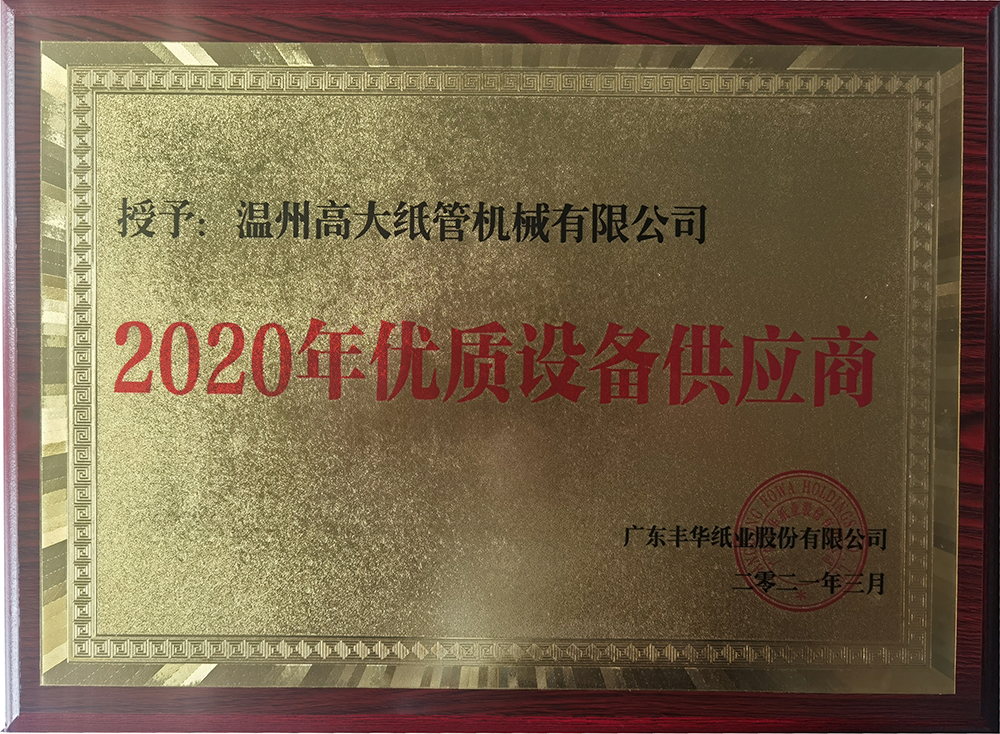 授予：温州高大纸管机械有限公司
2020年优质设备供应商
广东丰华纸业股份有限公司
二零二一年三月
HOLDING